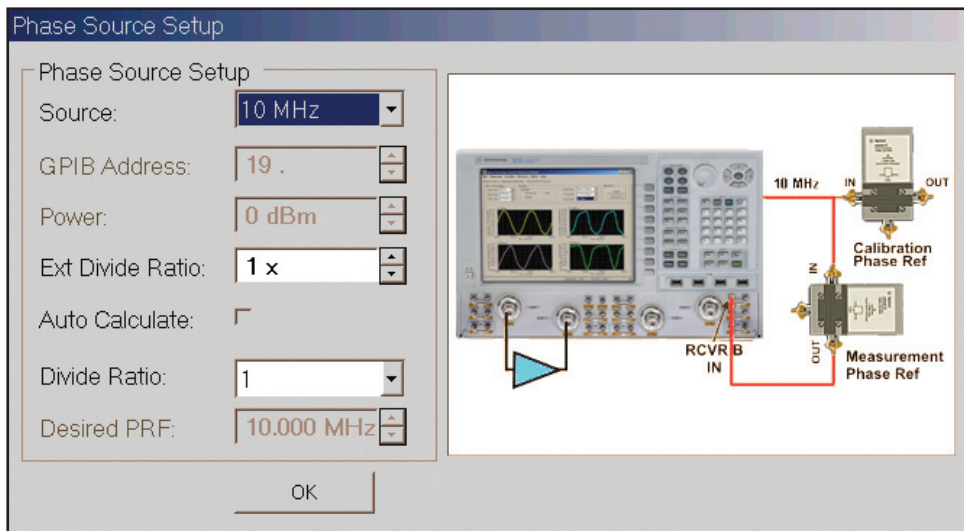 Phase Source Setup
Phase Source Setup
Source: 10 MHz
GPIB Address: 19 .
Power: 0 dBm
Ext Divide Ratio: 1 x
Auto Calculate:
Divide Ratio: 1
Desired PRF: 10.000 MHz
OK
10 MHz
IN
OUT
Calibration
Phase Ref
IN
OUT
Measurement
Phase Ref
RCVR B
IN